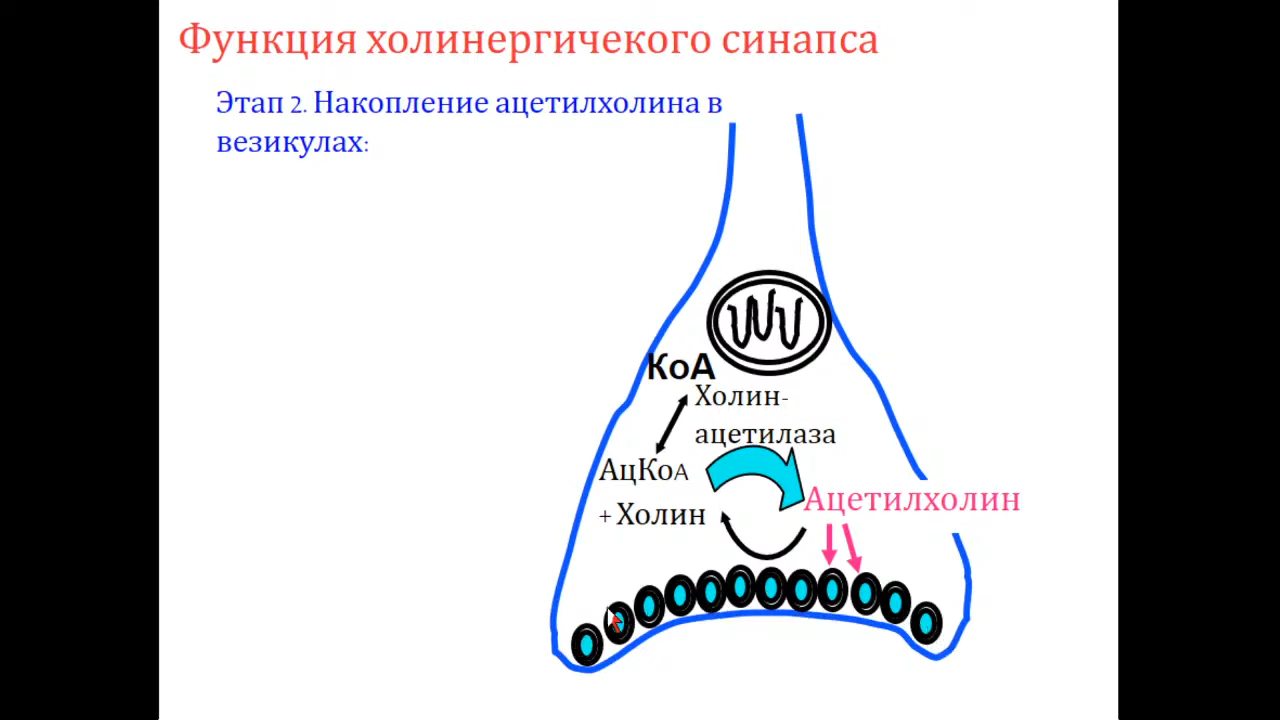 Функция холинергичекого синапса
Этап 2. Накопление ацетилхолина в
везикулах:
КоА
Холин-
ацетилаза
АцКоА
+ Холин
Ацетилхолин